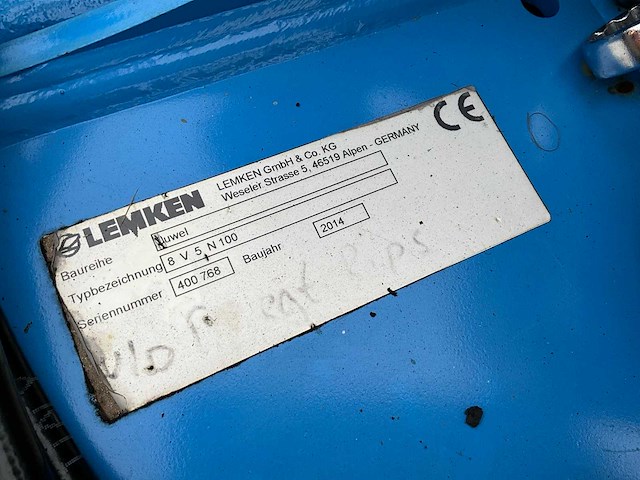 LEMKEN
LEMKEN GmbH & Co. KG
Weseler Strasse 5, 46519 Alpen - GERMANY
CE
Baureihe Juwel
Typbezeichnung 8 V 5 N 100
Seriennummer 400 768 Baujahr 2014